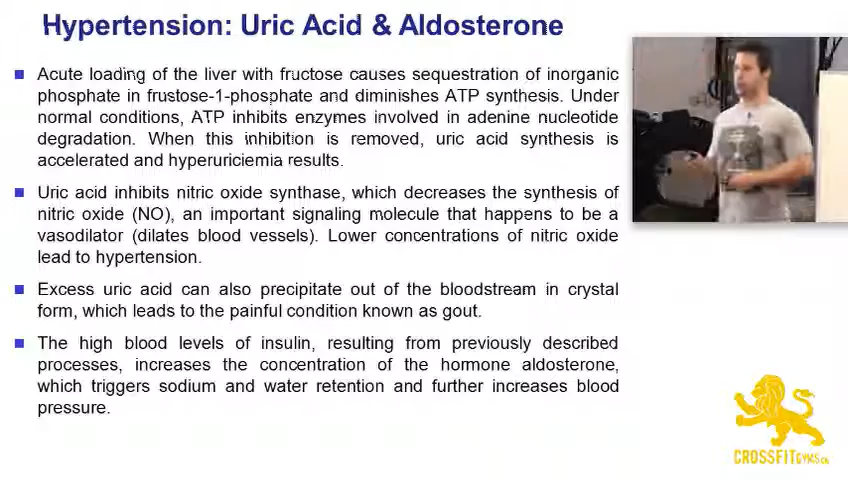 Hypertension: Uric Acid & Aldosterone
Acute loading of the liver with fructose causes sequestration of inorganic
phosphate in frustose-1-phosphate and diminishes ATP synthesis. Under
normal conditions, ATP inhibits enzymes involved in adenine nucleotide
degradation. When this inhibition is removed, uric acid synthesis is
accelerated and hyperuriciemia results.
Uric acid inhibits nitric oxide synthase, which decreases the synthesis of
nitric oxide (NO), an important signaling molecule that happens to be a
vasodilator (dilates blood vessels). Lower concentrations of nitric oxide
lead to hypertension.
Excess uric acid can also precipitate out of the bloodstream in crystal
form, which leads to the painful condition known as gout.
The high blood levels of insulin, resulting from previously described
processes, increases the concentration of the hormone aldosterone,
which triggers sodium and water retention and further increases blood
pressure.
CROSSFITGYMS.CA